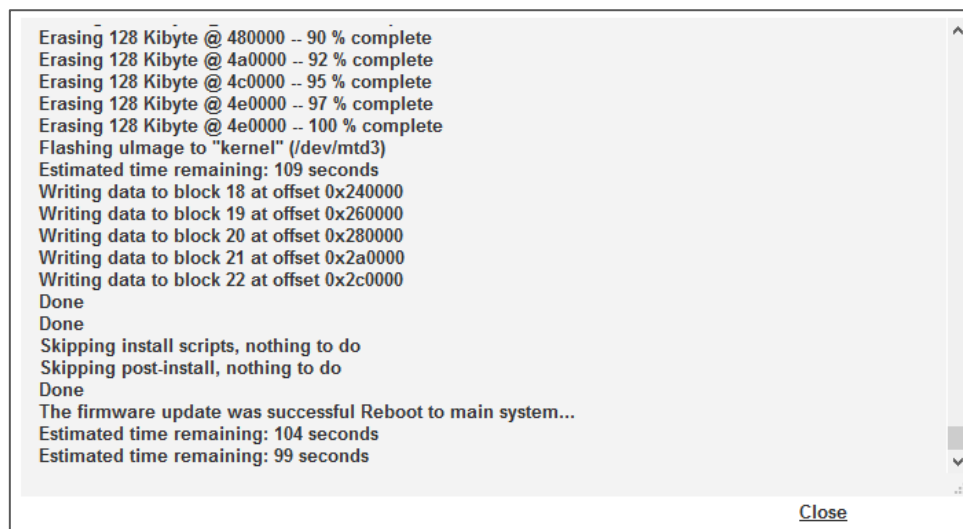 Erasing 128 Kibyte @ 480000 -- 90 % complete
Erasing 128 Kibyte @ 4a0000 -- 92 % complete
Erasing 128 Kibyte @ 4c0000 -- 95 % complete
Erasing 128 Kibyte @ 4e0000 -- 97 % complete
Erasing 128 Kibyte @ 4e0000 -- 100 % complete
Flashing uImage to "kernel" (/dev/mtd3)
Estimated time remaining: 109 seconds
Writing data to block 18 at offset 0x240000
Writing data to block 19 at offset 0x260000
Writing data to block 20 at offset 0x280000
Writing data to block 21 at offset 0x2a0000
Writing data to block 22 at offset 0x2c0000
Done
Done
Skipping install scripts, nothing to do
Skipping post-install, nothing to do
Done
The firmware update was successful Reboot to main system...
Estimated time remaining: 104 seconds
Estimated time remaining: 99 seconds
Close